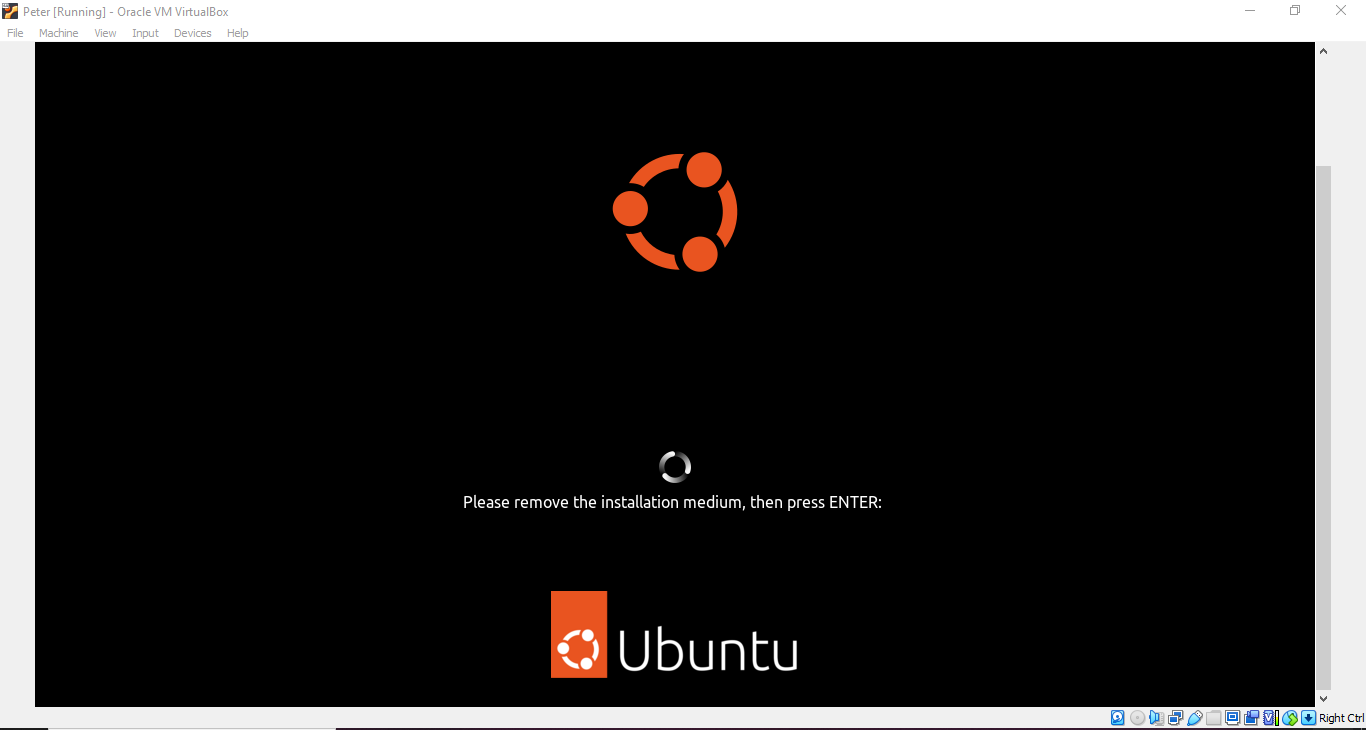 Peter [Running] - Oracle VM VirtualBox
File Machine View Input Devices Help
Please remove the installation medium, then press ENTER:
Ubuntu
Right Ctrl